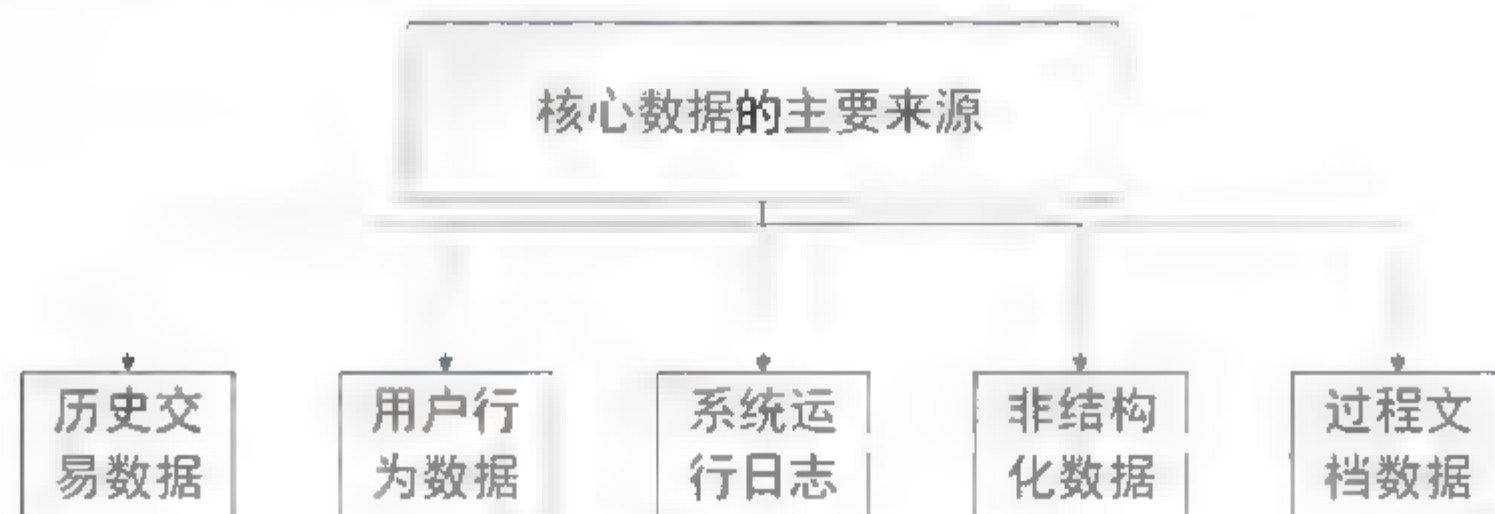 核心数据的主要来源
历史交
易数据
用户行
为数据
系统运
行日志
非结构
化数据
过程文
档数据